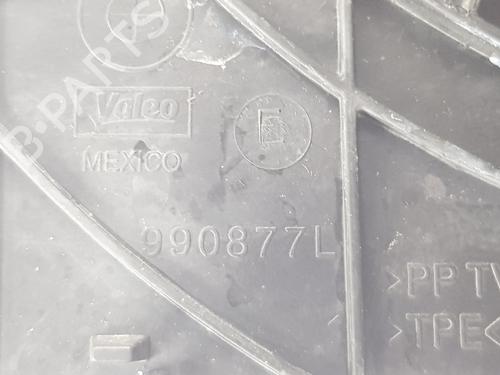 B-PARTS
Valeo
MEXICO
990877L
>PP TV
>TPE<